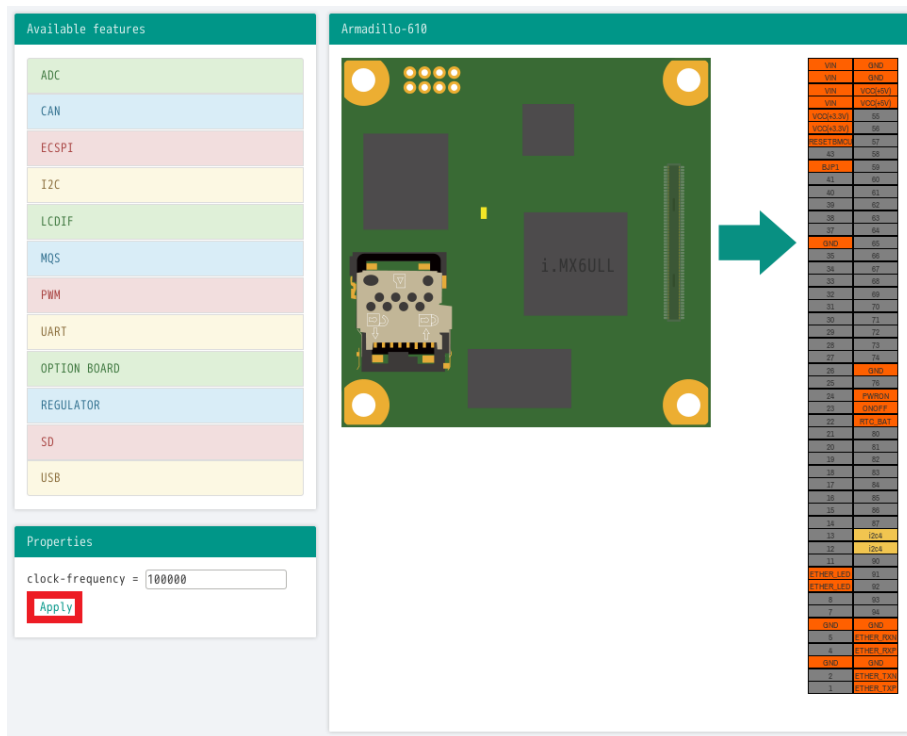 Available features
ADC
CAN
ECSPI
I2C
LCDIF
MQS
PWM
UART
OPTION BOARD
REGULATOR
SD
USB
Properties
clock-frequency = 100000
Apply
Armadillo-610
i.MX6ULL
VIN GND
VIN GND
VIN VCC(+5V)
VIN VCC(+5V)
VCC(+3.3V) 55
VCC(+3.3V) 56
RESETBMCU 57
43 58
BJP1 59
41 60
40 61
39 62
38 63
37 64
GND 65
35 66
34 67
33 68
32 69
31 70
30 71
29 72
28 73
27 74
26 GND
25 76
24 PWRON
23 ONOFF
22 RTC_BAT
21 80
20 81
19 82
18 83
17 84
16 85
15 86
14 87
13 i2c4
12 i2c4
11 90
ETHER_LED 91
ETHER_LED 92
8 93
7 94
GND GND
5 ETHER_RXN
4 ETHER_RXP
GND GND
2 ETHER_TXN
1 ETHER_TXP